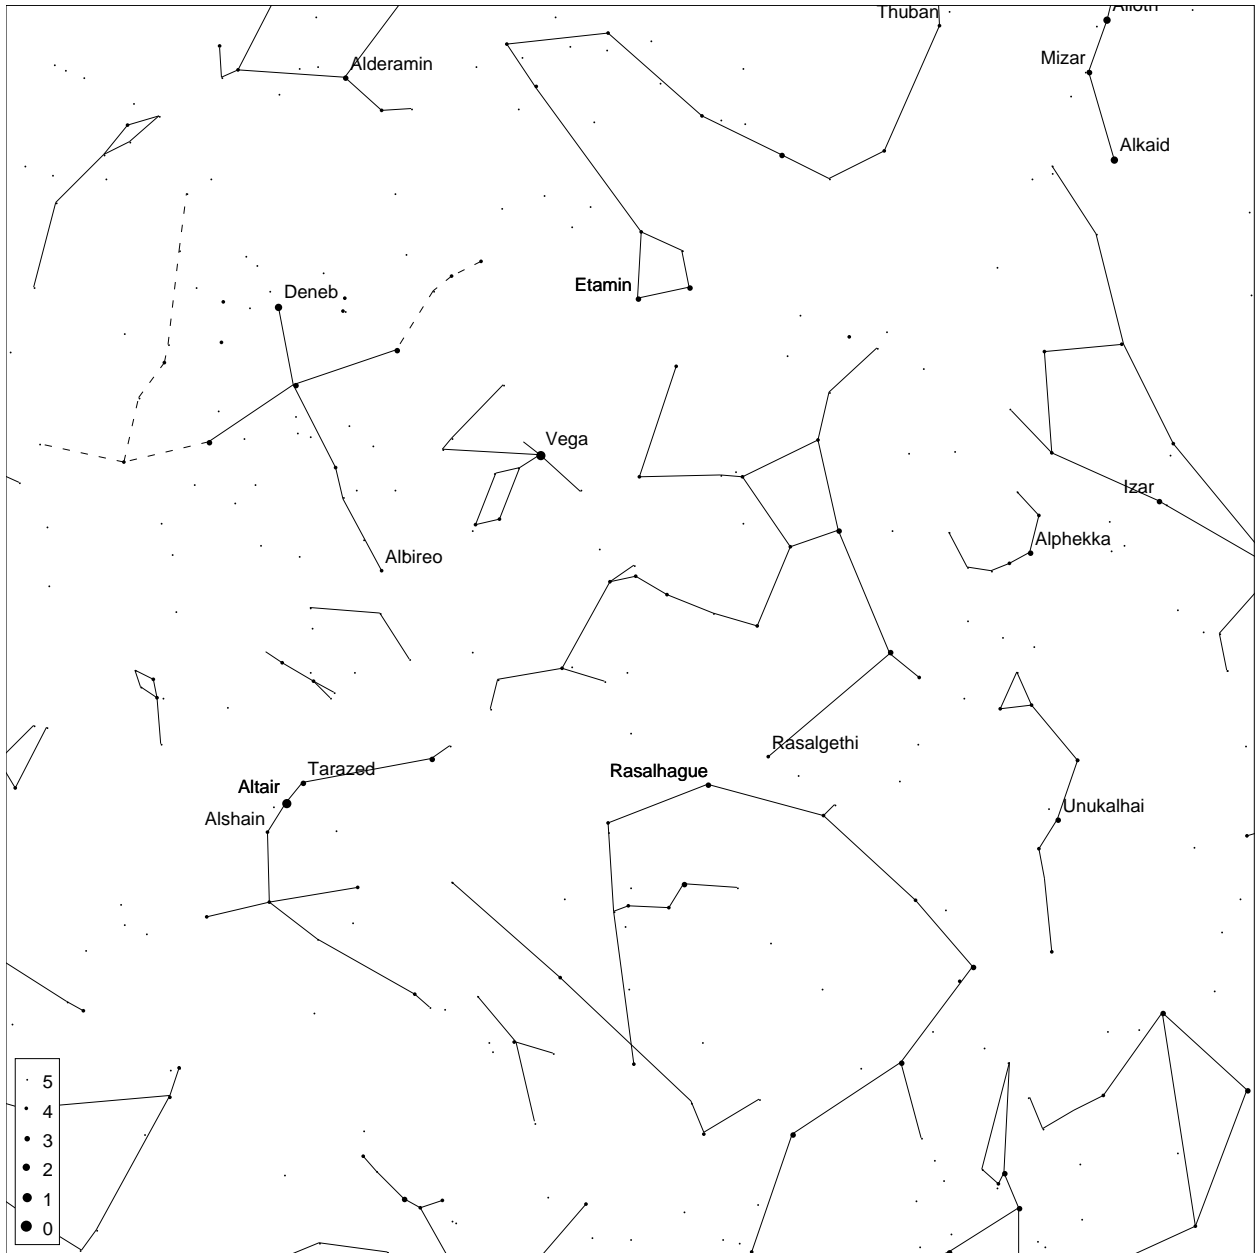 Thuban
Alioth
Mizar
Alderamin
Alkaid
Etamin
Deneb
Vega
Izar
Alphekka
Albireo
Rasalgethi
Tarazed
Rasalhague
Altair
Unukalhai
Alshain
5
4
3
2
1
0